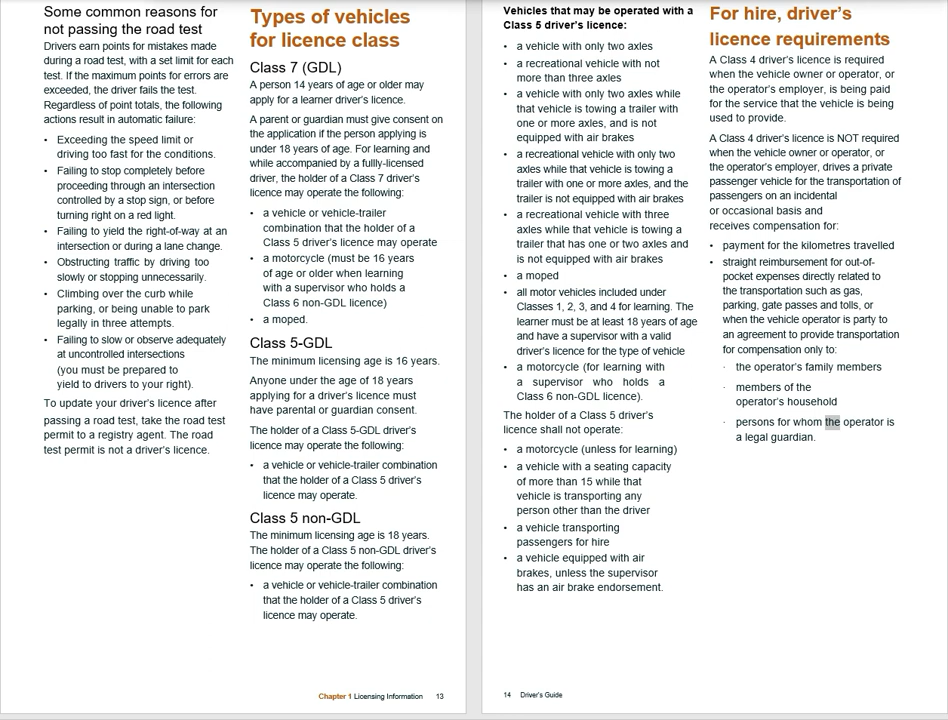 Some common reasons for
not passing the road test
Drivers earn points for mistakes made
during a road test, with a set limit for each
test. If the maximum points for errors are
exceeded, the driver fails the test.
Regardless of point totals, the following
actions result in automatic failure:
• Exceeding the speed limit or
driving too fast for the conditions.
• Failing to stop completely before
proceeding through an intersection
controlled by a stop sign, or before
turning right on a red light.
• Failing to yield the right-of-way at an
intersection or during a lane change.
• Obstructing traffic by driving too
slowly or stopping unnecessarily.
• Climbing over the curb while
parking, or being unable to park
legally in three attempts.
• Failing to slow or observe adequately
at uncontrolled intersections
(you must be prepared to
yield to drivers to your right).
To update your driver's licence after
passing a road test, take the road test
permit to a registry agent. The road
test permit is not a driver's licence.
Types of vehicles
for licence class
Class 7 (GDL)
A person 14 years of age or older may
apply for a learner driver's licence.
A parent or guardian must give consent on
the application if the person applying is
under 18 years of age. For learning and
while accompanied by a fullly-licensed
driver, the holder of a Class 7 driver's
licence may operate the following:
• a vehicle or vehicle-trailer
combination that the holder of a
Class 5 driver's licence may operate
• a motorcycle (must be 16 years
of age or older when learning
with a supervisor who holds a
Class 6 non-GDL licence)
• a moped.
Class 5-GDL
The minimum licensing age is 16 years.
Anyone under the age of 18 years
applying for a driver's licence must
have parental or guardian consent.
The holder of a Class 5-GDL driver's
licence may operate the following:
• a vehicle or vehicle-trailer combination
that the holder of a Class 5 driver's
licence may operate.
Class 5 non-GDL
The minimum licensing age is 18 years.
The holder of a Class 5 non-GDL driver's
licence may operate the following:
• a vehicle or vehicle-trailer combination
that the holder of a Class 5 driver's
licence may operate.
Chapter 1 Licensing Information 13
Vehicles that may be operated with a
Class 5 driver's licence:
• a vehicle with only two axles
• a recreational vehicle with not
more than three axles
• a vehicle with only two axles while
that vehicle is towing a trailer with
one or more axles, and is not
equipped with air brakes
• a recreational vehicle with only two
axles while that vehicle is towing a
trailer with one or more axles, and the
trailer is not equipped with air brakes
• a recreational vehicle with three
axles while that vehicle is towing a
trailer that has one or two axles and
is not equipped with air brakes
• a moped
• all motor vehicles included under
Classes 1, 2, 3, and 4 for learning. The
learner must be at least 18 years of age
and have a supervisor with a valid
driver's licence for the type of vehicle
• a motorcycle (for learning with
a supervisor who holds a
Class 6 non-GDL licence).
The holder of a Class 5 driver's
licence shall not operate:
• a motorcycle (unless for learning)
• a vehicle with a seating capacity
of more than 15 while that
vehicle is transporting any
person other than the driver
• a vehicle transporting
passengers for hire
• a vehicle equipped with air
brakes, unless the supervisor
has an air brake endorsement.
For hire, driver's
licence requirements
A Class 4 driver's licence is required
when the vehicle owner or operator, or
the operator's employer, is being paid
for the service that the vehicle is being
used to provide.
A Class 4 driver's licence is NOT required
when the vehicle owner or operator, or
the operator's employer, drives a private
passenger vehicle for the transportation of
passengers on an incidental
or occasional basis and
receives compensation for:
• payment for the kilometres travelled
• straight reimbursement for out-of-
pocket expenses directly related to
the transportation such as gas,
parking, gate passes and tolls, or
when the vehicle operator is party to
an agreement to provide transportation
for compensation only to:
· the operator's family members
· members of the
operator's household
· persons for whom the operator is
a legal guardian.
14 Driver's Guide